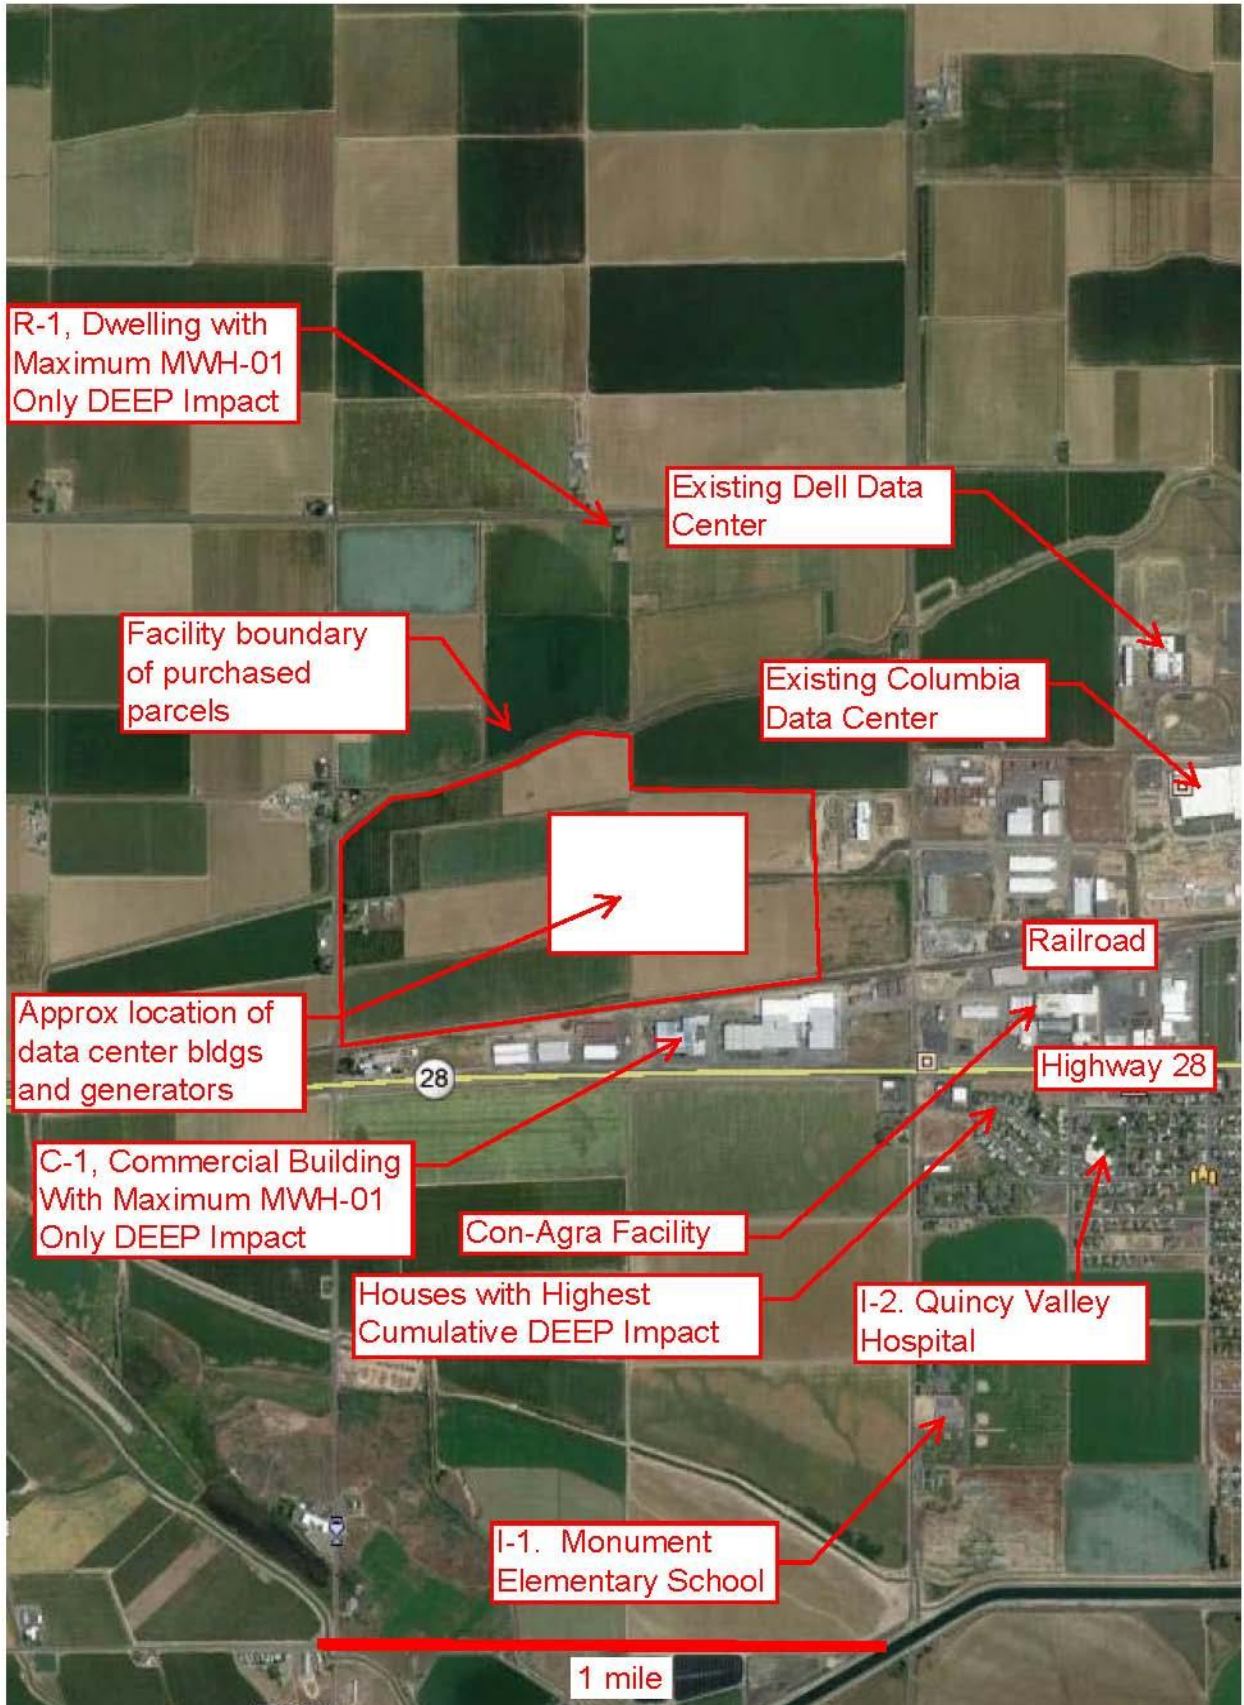 R-1, Dwelling with
Maximum MWH-01
Only DEEP Impact
Existing Dell Data
Center
Facility boundary
of purchased
parcels
Existing Columbia
Data Center
Railroad
Approx location of
data center bldgs
and generators
28
Highway 28
C-1, Commercial Building
With Maximum MWH-01
Only DEEP Impact
Con-Agra Facility
Houses with Highest
Cumulative DEEP Impact
I-2. Quincy Valley
Hospital
I-1. Monument
Elementary School
1 mile